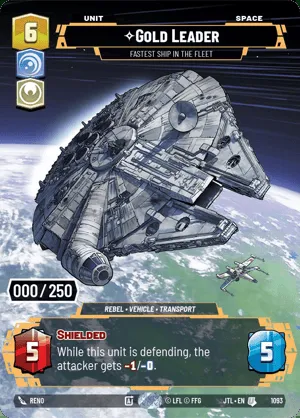 UNIT
SPACE
6
GOLD LEADER
FASTEST SHIP IN THE FLEET
000/250
REBEL • VEHICLE • TRANSPORT
5
SHIELDED
While this unit is defending, the
attacker gets -1/-0.
5
RENO
© LFL © FFG
JTL • EN
1093